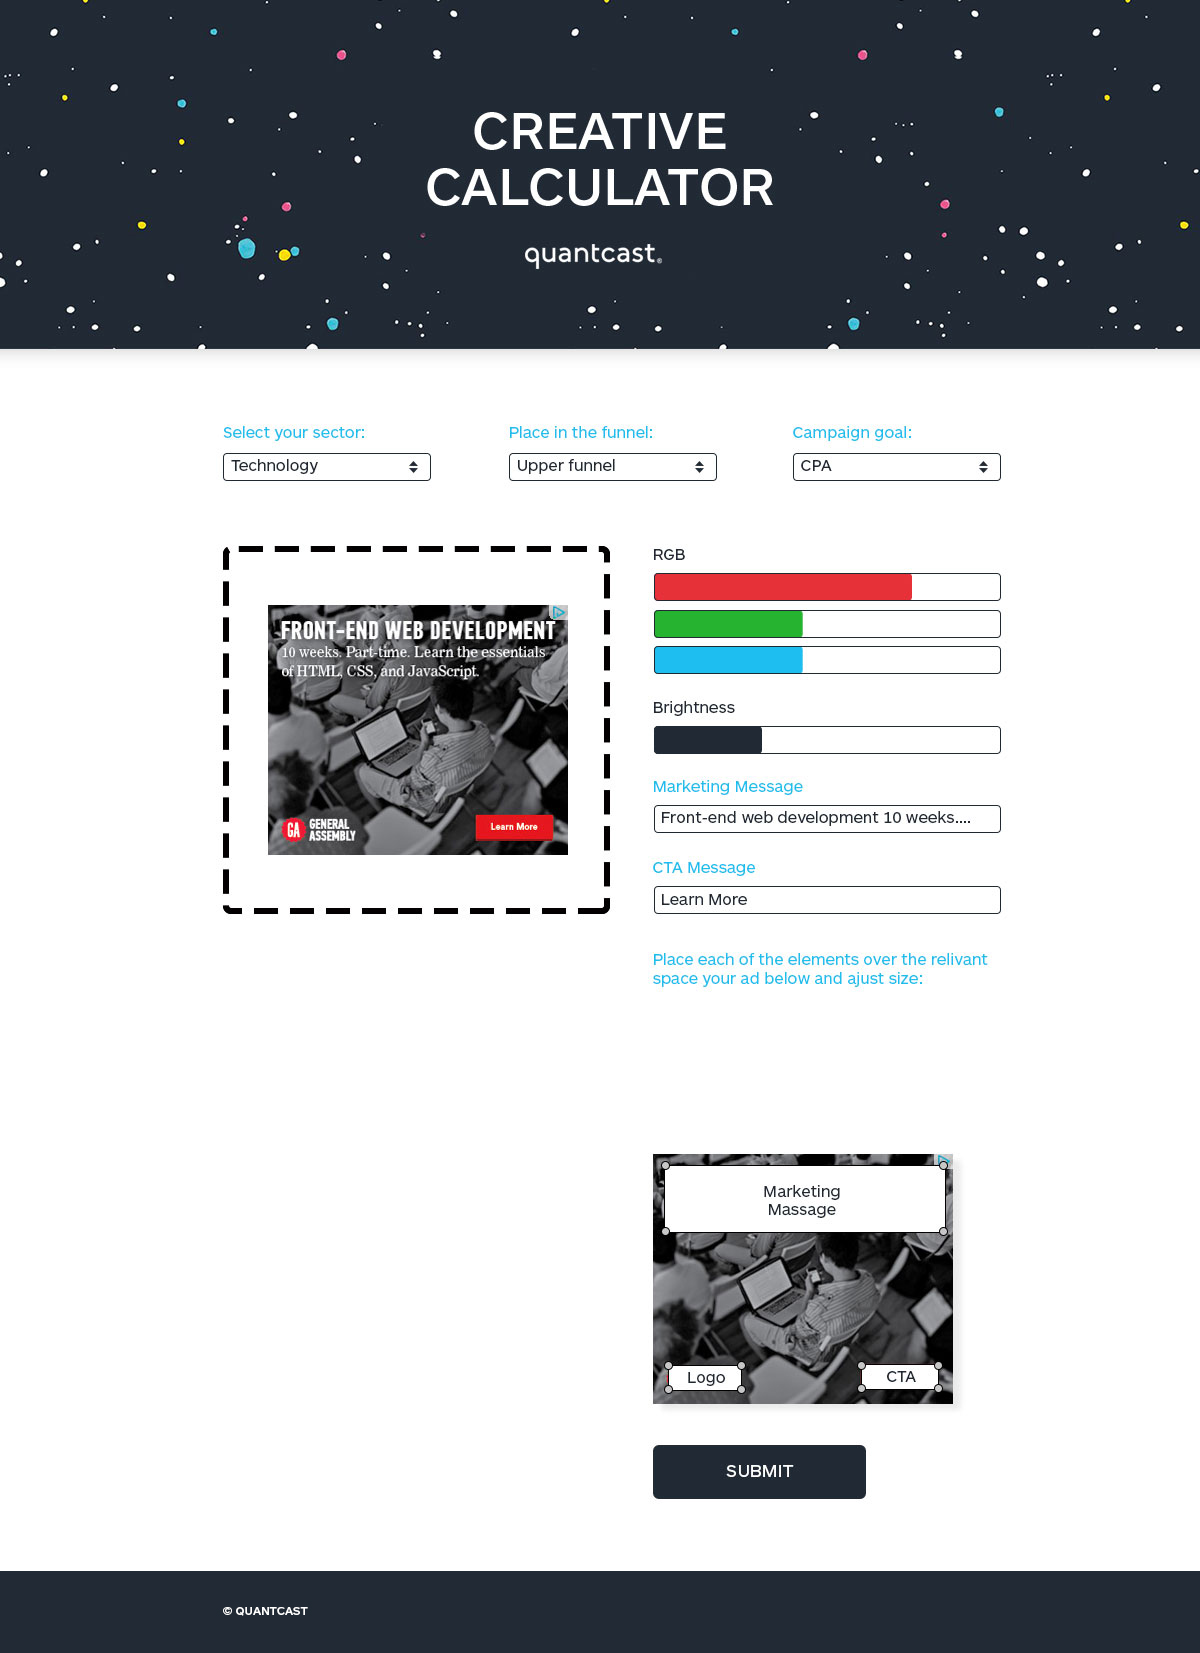 CREATIVE
CALCULATOR
quantcast®
Select your sector:
Place in the funnel:
Campaign goal:
Technology
Upper funnel
CPA
FRONT-END WEB DEVELOPMENT
10 weeks. Part-time. Learn the essentials
of HTML, CSS, and JavaScript.
GA GENERAL
ASSEMBLY
Learn More
RGB
Brightness
Marketing Message
Front-end web development 10 weeks....
CTA Message
Learn More
Place each of the elements over the relivant
space your ad below and ajust size:
Marketing
Massage
Logo
CTA
SUBMIT
© QUANTCAST